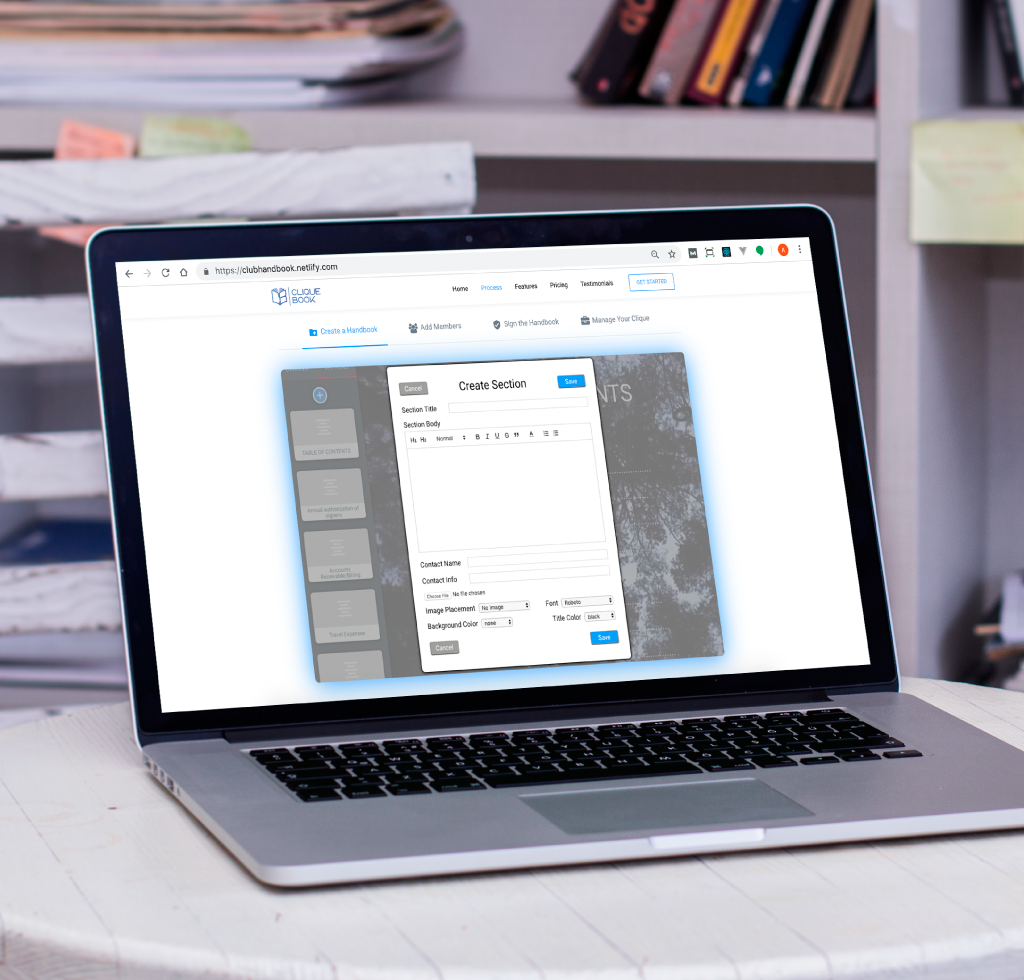 https://clubhandbook.netlify.com
CLIQUE
BOOK
Home Process Features Pricing Testimonials GET STARTED
Create a Handbook Add Members Sign the Handbook Manage Your Clique
Cancel Create Section Save
NTS
Section Title
Section Body
H1 H2 Normal B I U S A
TABLE OF CONTENTS
Annual authorization of
signers
Accounts
Receivable Billing
Travel Expenses
Contact Name
Contact Info
Choose File No file chosen
Image Placement No image Font Roboto
Background Color none Title Color black
Cancel Save